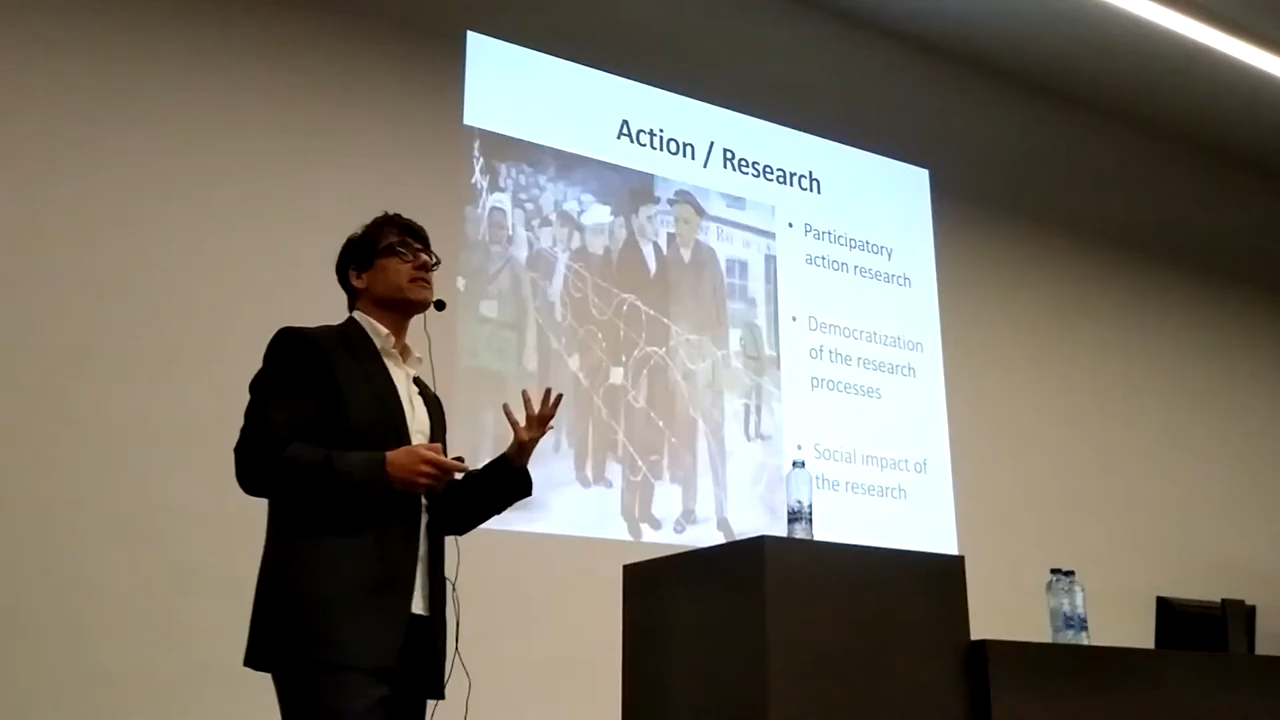 Action / Research
• Participatory
action research
• Democratization
of the research
processes
• Social impact of
the research